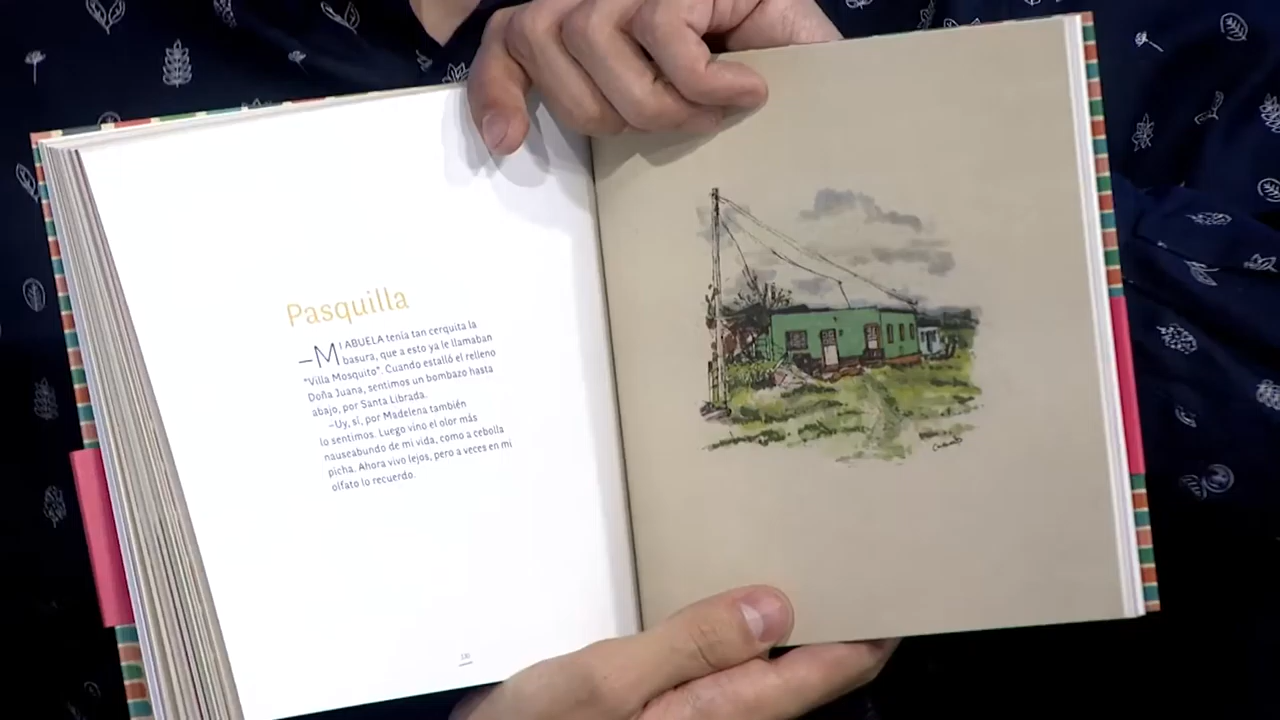 Pasquilla
—MI ABUELA tenía tan cerquita la
basura, que a esto ya le llamaban
"Villa Mosquito". Cuando estalló el relleno
Doña Juana, sentimos un bombazo hasta
abajo, por Santa Librada.
–Uy, sí, por Madelena también
lo sentimos. Luego vino el olor más
nauseabundo de mi vida, como a cebolla
picha. Ahora vivo lejos, pero a veces en mi
olfato lo recuerdo.